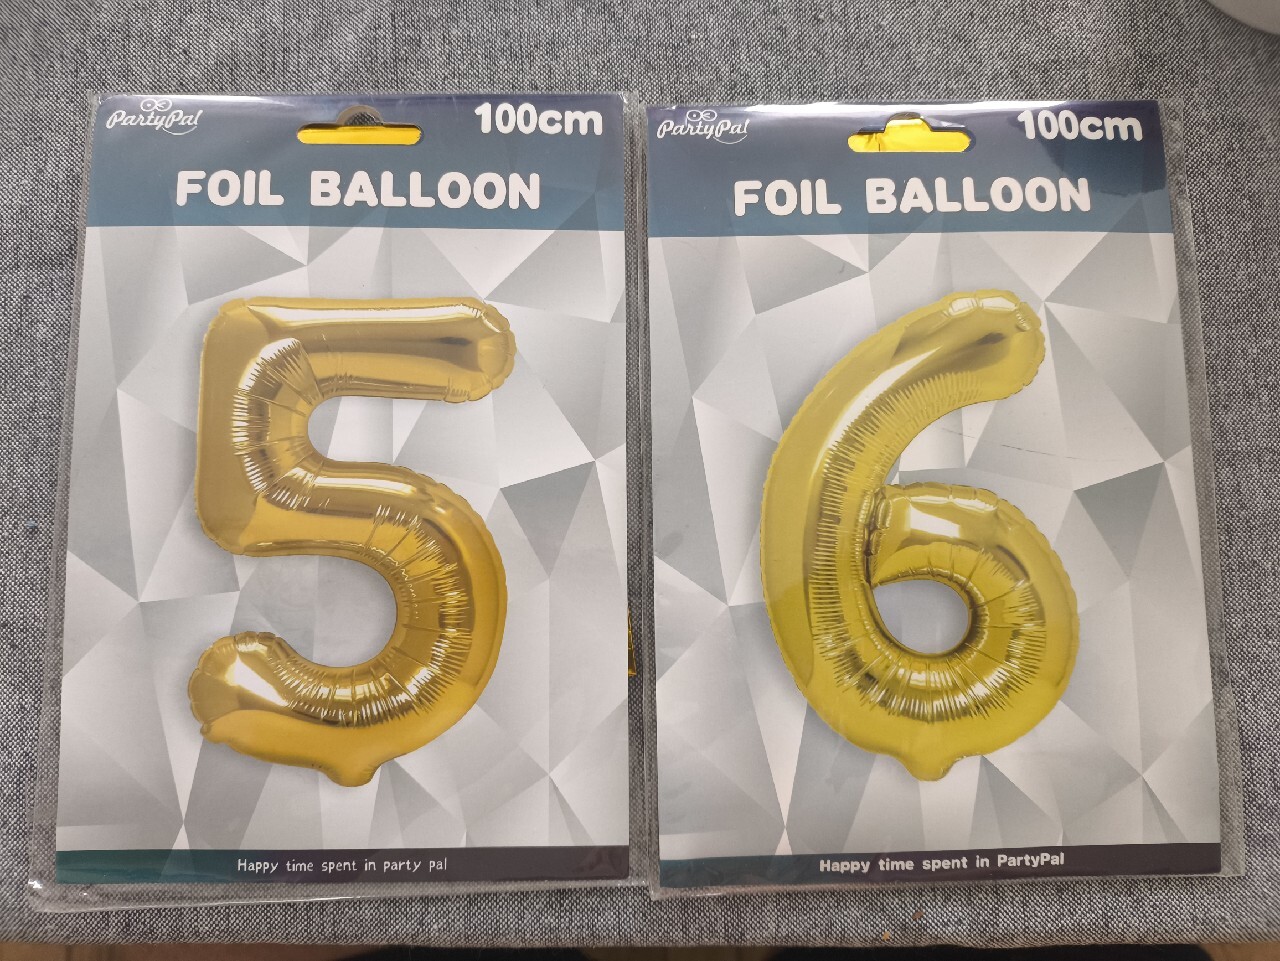 PartyPal
100cm
FOIL BALLOON
5
Happy time spent in party pal
PartyPal
100cm
FOIL BALLOON
6
Happy time spent in PartyPal